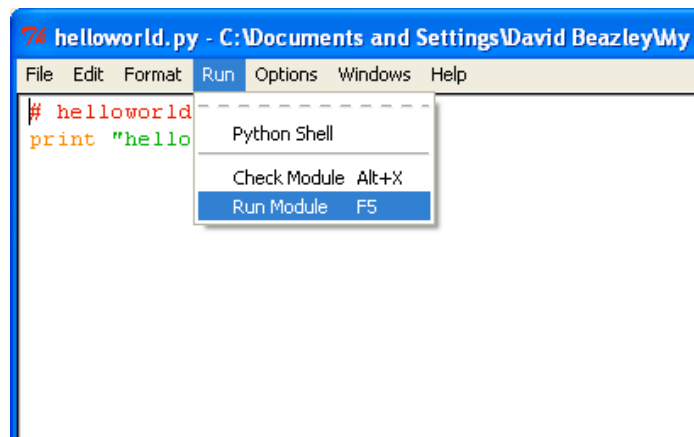 7% helloworld.py - C:\Documents and Settings\David Beazley\My
File Edit Format Run Options Windows Help
# helloworld
print "hello
Python Shell
Check Module Alt+X
Run Module F5